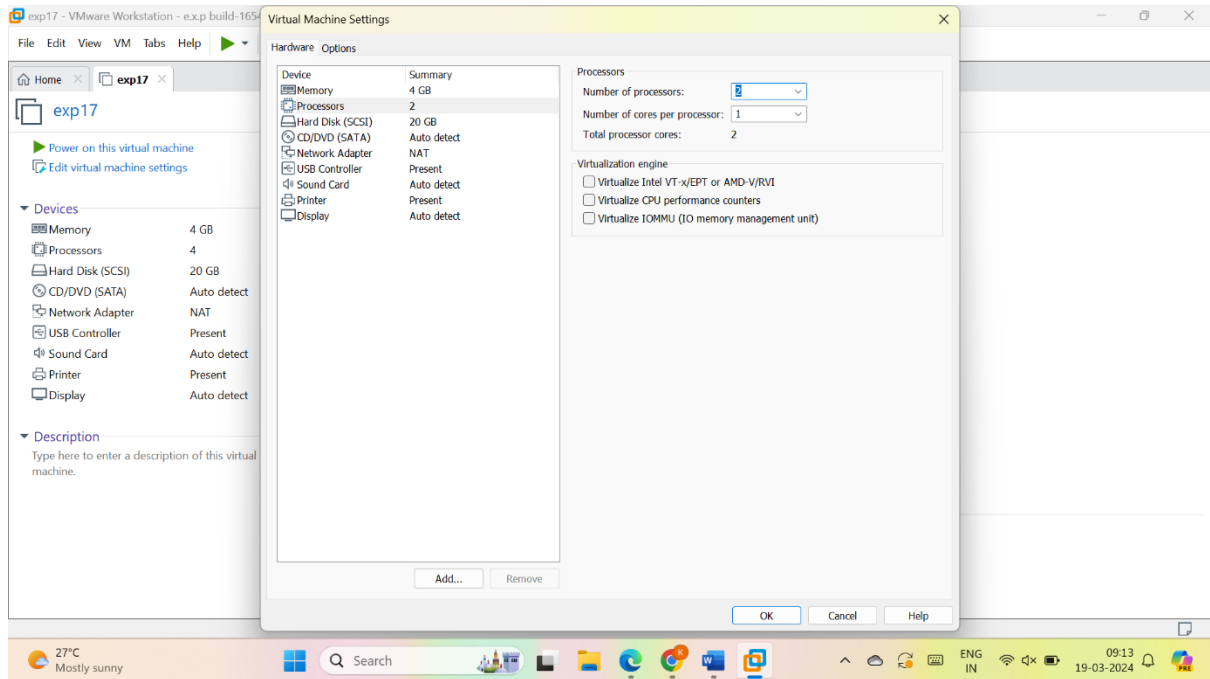 exp17 - VMware Workstation - e.x.p build-1654
File Edit View VM Tabs Help
Home
exp17
exp17
Power on this virtual machine
Edit virtual machine settings
Devices
Memory 4 GB
Processors 4
Hard Disk (SCSI) 20 GB
CD/DVD (SATA) Auto detect
Network Adapter NAT
USB Controller Present
Sound Card Auto detect
Printer Present
Display Auto detect
Description
Type here to enter a description of this virtual
machine.
Virtual Machine Settings
Hardware Options
Device Summary
Memory 4 GB
Processors 2
Hard Disk (SCSI) 20 GB
CD/DVD (SATA) Auto detect
Network Adapter NAT
USB Controller Present
Sound Card Auto detect
Printer Present
Display Auto detect
Add... Remove
Processors
Number of processors: 2
Number of cores per processor: 1
Total processor cores: 2
Virtualization engine
Virtualize Intel VT-x/EPT or AMD-V/RVI
Virtualize CPU performance counters
Virtualize IOMMU (IO memory management unit)
OK Cancel Help
27°C
Mostly sunny
Search
ENG
IN
09:13
19-03-2024
K
W
PRE